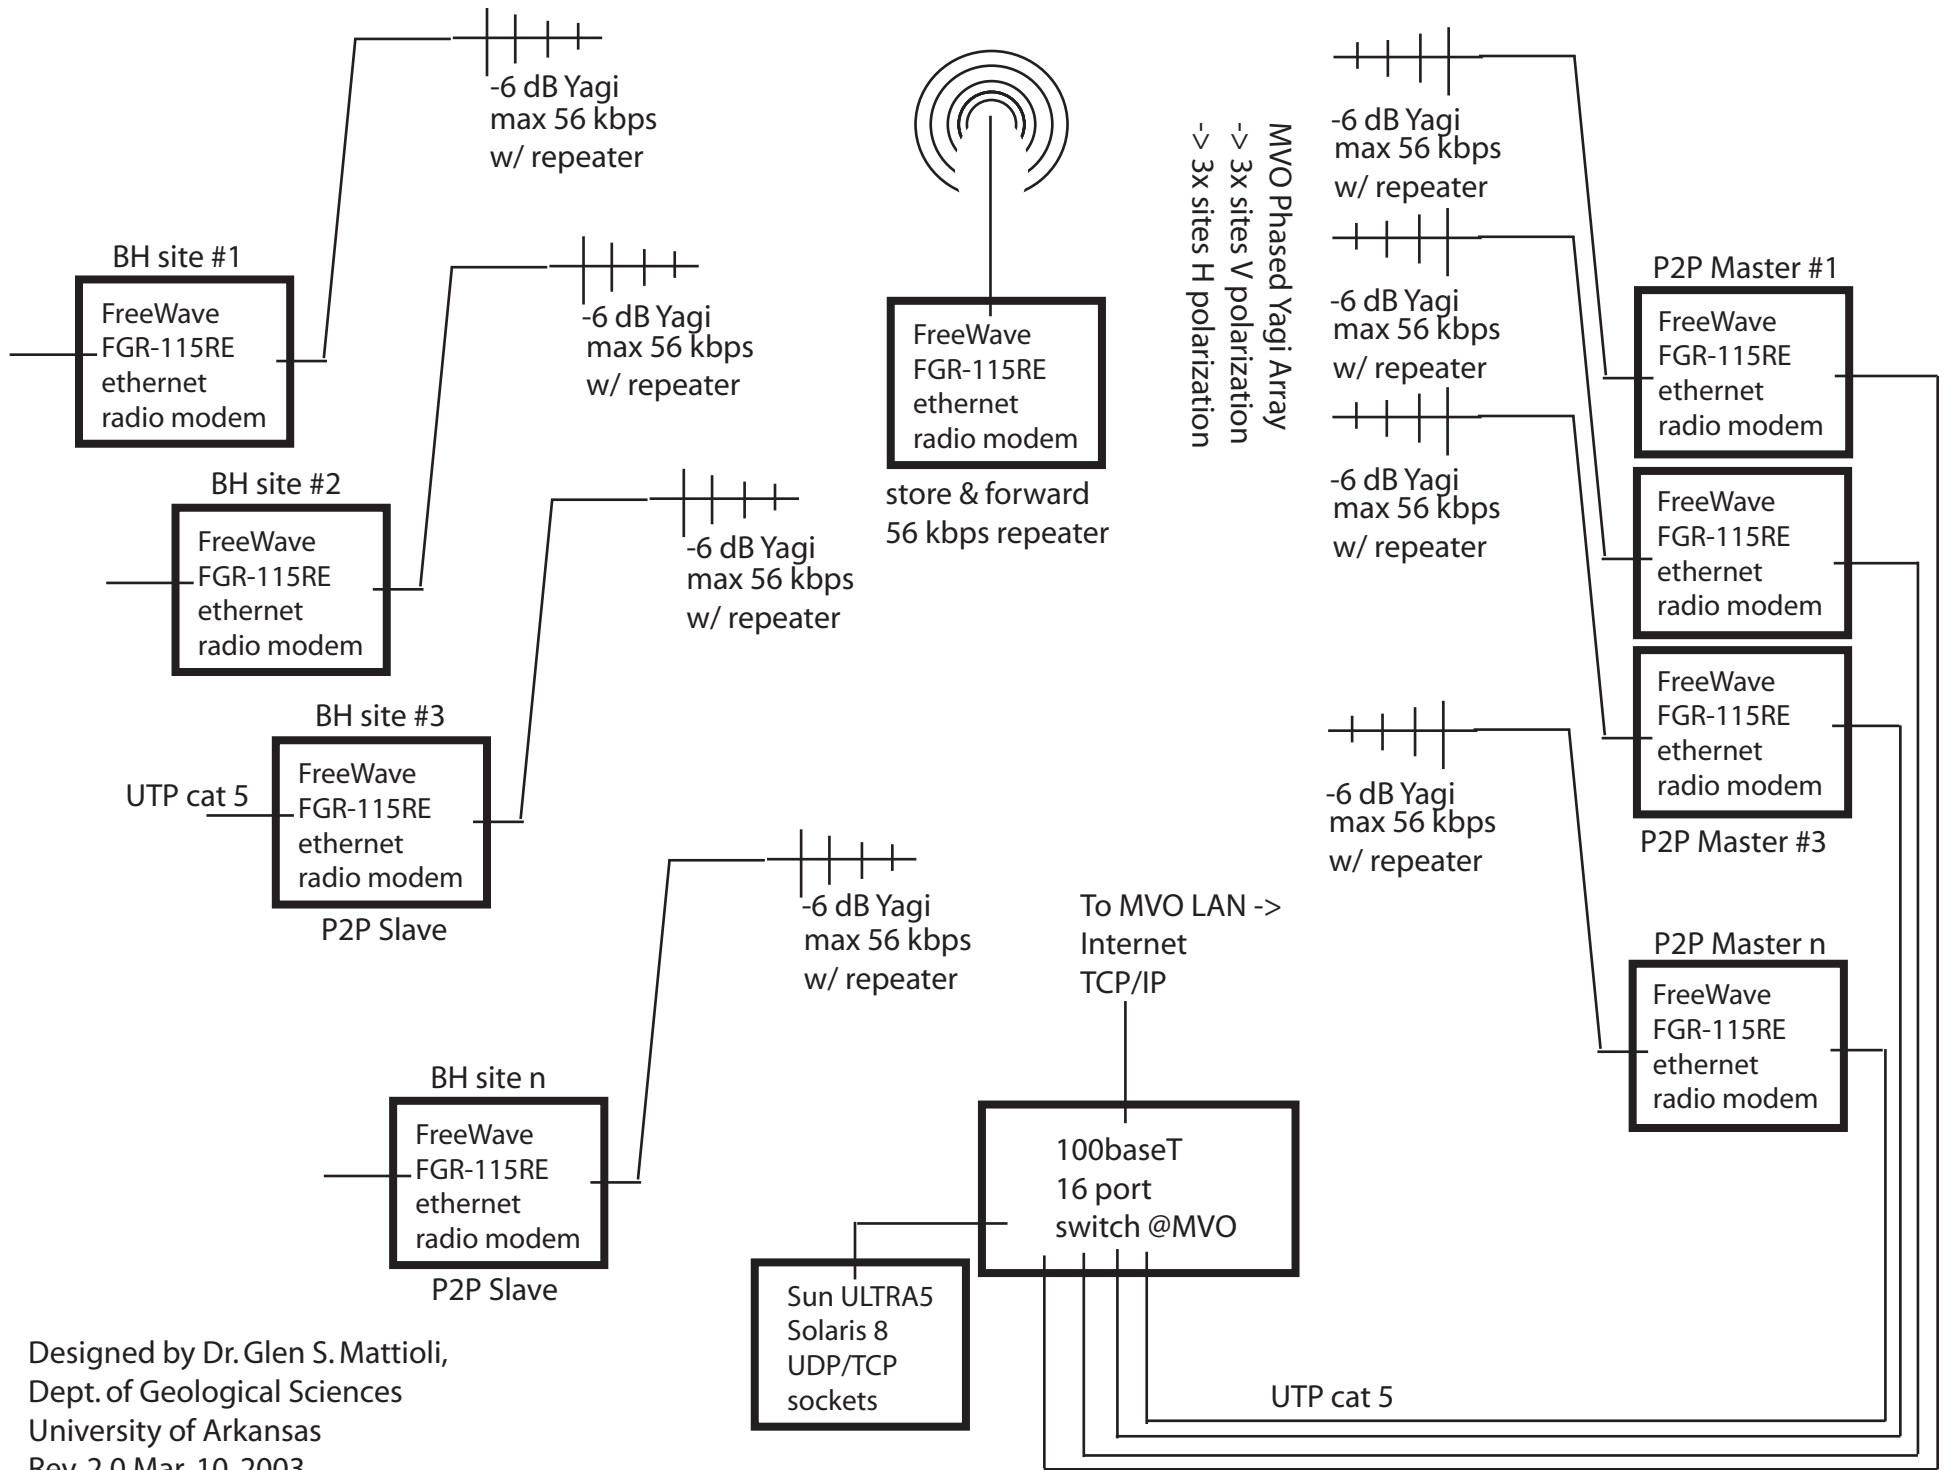 -6 dB Yagi
max 56 kbps
w/ repeater
BH site #1
FreeWave
FGR-115RE
ethernet
radio modem
-6 dB Yagi
max 56 kbps
w/ repeater
BH site #2
FreeWave
FGR-115RE
ethernet
radio modem
-6 dB Yagi
max 56 kbps
w/ repeater
BH site #3
UTP cat 5
FreeWave
FGR-115RE
ethernet
radio modem
P2P Slave
-6 dB Yagi
max 56 kbps
w/ repeater
BH site n
FreeWave
FGR-115RE
ethernet
radio modem
P2P Slave
FreeWave
FGR-115RE
ethernet
radio modem
store & forward
56 kbps repeater
MVO Phased Yagi Array
-> 3x sites V polarization
-> 3x sites H polarization
-6 dB Yagi
max 56 kbps
w/ repeater
-6 dB Yagi
max 56 kbps
w/ repeater
-6 dB Yagi
max 56 kbps
w/ repeater
-6 dB Yagi
max 56 kbps
w/ repeater
P2P Master #1
FreeWave
FGR-115RE
ethernet
radio modem
FreeWave
FGR-115RE
ethernet
radio modem
FreeWave
FGR-115RE
ethernet
radio modem
P2P Master #3
P2P Master n
FreeWave
FGR-115RE
ethernet
radio modem
To MVO LAN ->
Internet
TCP/IP
100baseT
16 port
switch @MVO
Sun ULTRA5
Solaris 8
UDP/TCP
sockets
UTP cat 5
Designed by Dr. Glen S. Mattioli,
Dept. of Geological Sciences
University of Arkansas
Rev. 2.0 Mar. 10, 2003